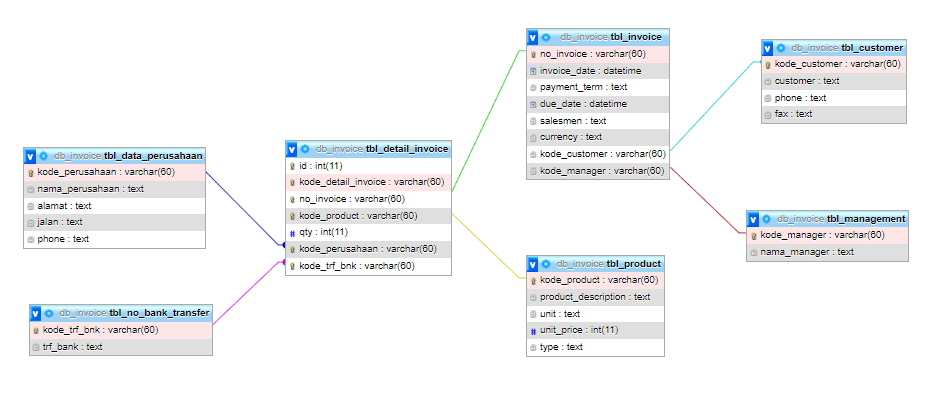 db_invoice tbl_data_perusahaan
kode_perusahaan : varchar(60)
nama_perusahaan : text
alamat : text
jalan : text
phone : text
db_invoice tbl_no_bank_transfer
kode_trf_bnk : varchar(60)
trf_bank : text
db_invoice tbl_detail_invoice
id : int(11)
kode_detail_invoice : varchar(60)
no_invoice : varchar(60)
kode_product : varchar(60)
qty : int(11)
kode_perusahaan : varchar(60)
kode_trf_bnk : varchar(60)
db_invoice tbl_invoice
no_invoice : varchar(60)
invoice_date : datetime
payment_term : text
due_date : datetime
salesmen : text
currency : text
kode_customer : varchar(60)
kode_manager : varchar(60)
db_invoice tbl_product
kode_product : varchar(60)
product_description : text
unit : text
unit_price : int(11)
type : text
db_invoice tbl_customer
kode_customer : varchar(60)
customer : text
phone : text
fax : text
db_invoice tbl_management
kode_manager : varchar(60)
nama_manager : text